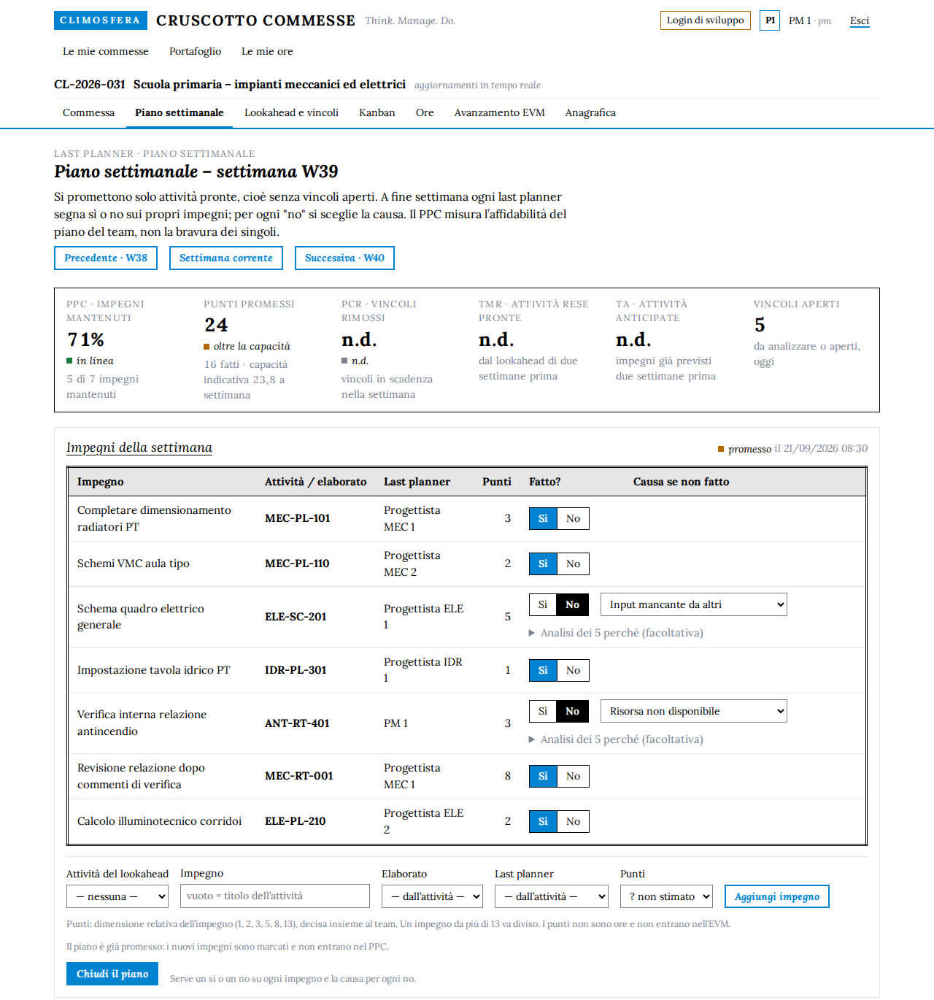 CLIMOSFERA CRUSCOTTO COMMESSE Think. Manage. Do. Login di sviluppo P1 PM 1 · pm Esci
Le mie commesse Portafoglio Le mie ore
CL-2026-031 Scuola primaria – impianti meccanici ed elettrici aggiornamenti in tempo reale
Commessa Piano settimanale Lookahead e vincoli Kanban Ore Avanzamento EVM Anagrafica
LAST PLANNER · PIANO SETTIMANALE
Piano settimanale – settimana W39
Si promettono solo attività pronte, cioè senza vincoli aperti. A fine settimana ogni last planner
segna sì o no sui propri impegni; per ogni "no" si sceglie la causa. Il PPC misura l'affidabilità del
piano del team, non la bravura dei singoli.
Precedente · W38 Settimana corrente Successiva · W40
PPC · IMPEGNI
MANTENUTI
71%
in linea
5 di 7 impegni
mantenuti
PUNTI PROMESSI
24
oltre la capacità
16 fatti · capacità
indicativa 23,8 a
settimana
PCR · VINCOLI
RIMOSSI
n.d.
n.d.
vincoli in scadenza
nella settimana
TMR · ATTIVITÀ RESE
PRONTE
n.d.
dal lookahead di due
settimane prima
TA · ATTIVITÀ
ANTICIPATE
n.d.
impegni già previsti
due settimane prima
VINCOLI APERTI
5
da analizzare o aperti,
oggi
Impegni della settimana promesso il 21/09/2026 08:30
Impegno Attività / elaborato Last planner Punti Fatto? Causa se non fatto
Completare dimensionamento
radiatori PT
MEC-PL-101
Progettista
MEC 1
3 Sì No
Schemi VMC aula tipo
MEC-PL-110
Progettista
MEC 2
2 Sì No
Schema quadro elettrico
generale
ELE-SC-201
Progettista ELE
1
5 Sì No Input mancante da altri
Analisi dei 5 perché (facoltativa)
Impostazione tavola idrico PT
IDR-PL-301
Progettista IDR
1
1 Sì No
Verifica interna relazione
antincendio
ANT-RT-401
PM 1
3 Sì No Risorsa non disponibile
Analisi dei 5 perché (facoltativa)
Revisione relazione dopo
commenti di verifica
MEC-RT-001
Progettista
MEC 1
8 Sì No
Calcolo illuminotecnico corridoi
ELE-PL-210
Progettista ELE
2
2 Sì No
Attività del lookahead Impegno Elaborato Last planner Punti
— nessuna — vuoto = titolo dell'attività — dall'attività — — dall'attività — ? non stimato Aggiungi impegno
Punti: dimensione relativa dell'impegno (1, 2, 3, 5, 8, 13), decisa insieme al team. Un impegno da più di 13 va diviso. I punti non sono ore e non entrano nell'EVM.
Il piano è già promesso: i nuovi impegni sono marcati e non entrano nel PPC.
Chiudi il piano Serve un sì o un no su ogni impegno e la causa per ogni no.